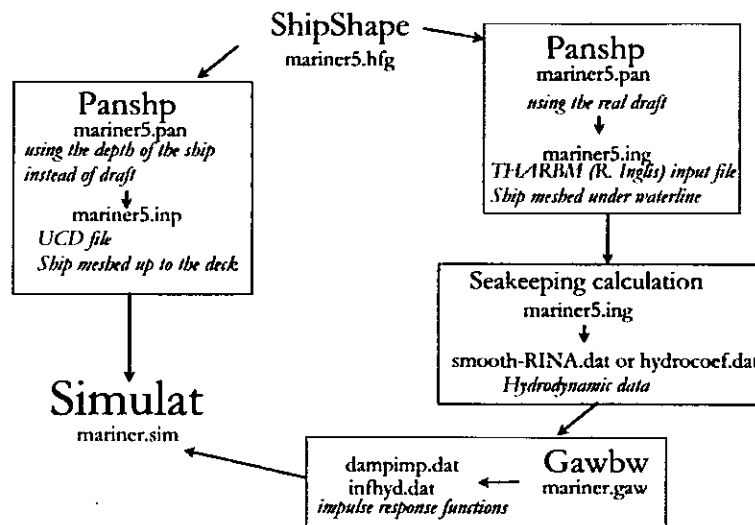 ShipShape
mariner5.hfg
Panshp
mariner5.pan
using the depth of the ship
instead of draft
mariner5.inp
UCD file
Ship meshed up to the deck
Simulat
mariner.sim
Panshp
mariner5.pan
using the real draft
mariner5.ing
THARBM (R. Inglis) input file
Ship meshed under waterline
Seakeeping calculation
mariner5.ing
smooth-RINA.dat or hydrocoef.dat
Hydrodynamic data
Gawbw
mariner.gaw
dampimp.dat
infhyd.dat
impulse response functions